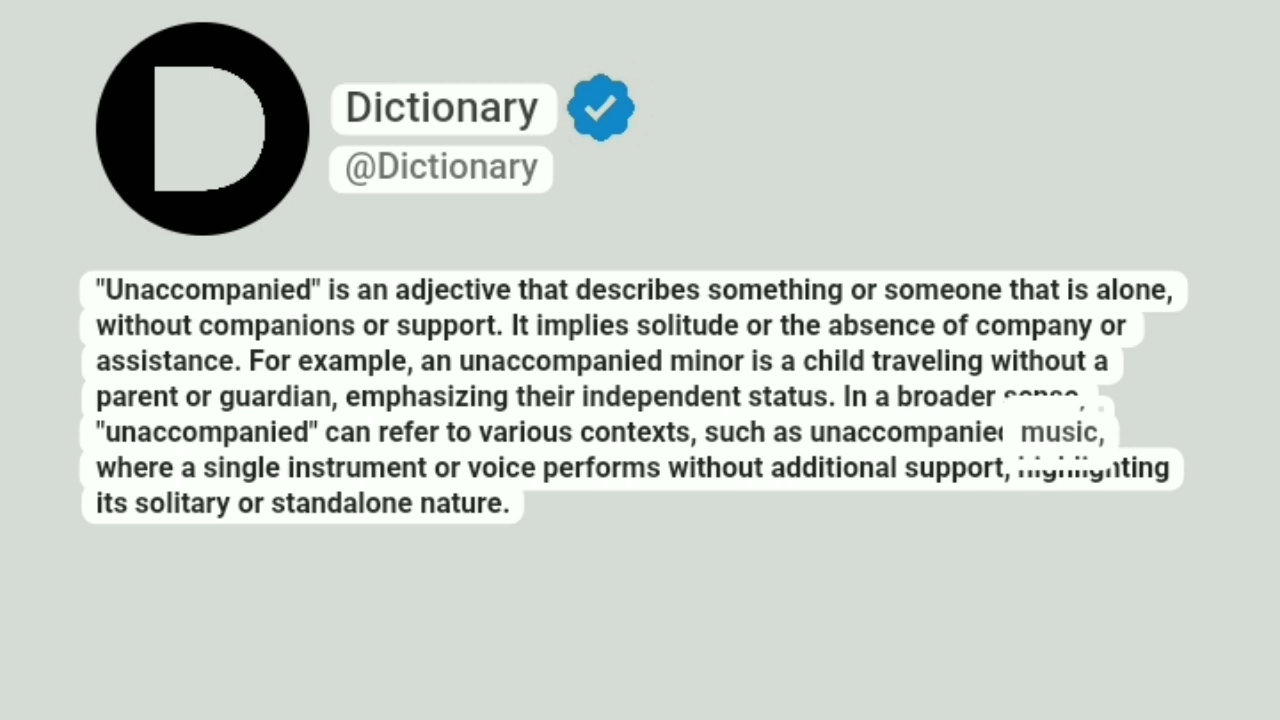 D
Dictionary
@Dictionary
"Unaccompanied" is an adjective that describes something or someone that is alone,
without companions or support. It implies solitude or the absence of company or
assistance. For example, an unaccompanied minor is a child traveling without a
parent or guardian, emphasizing their independent status. In a broader sense,
"unaccompanied" can refer to various contexts, such as unaccompanied music,
where a single instrument or voice performs without additional support, highlighting
its solitary or standalone nature.